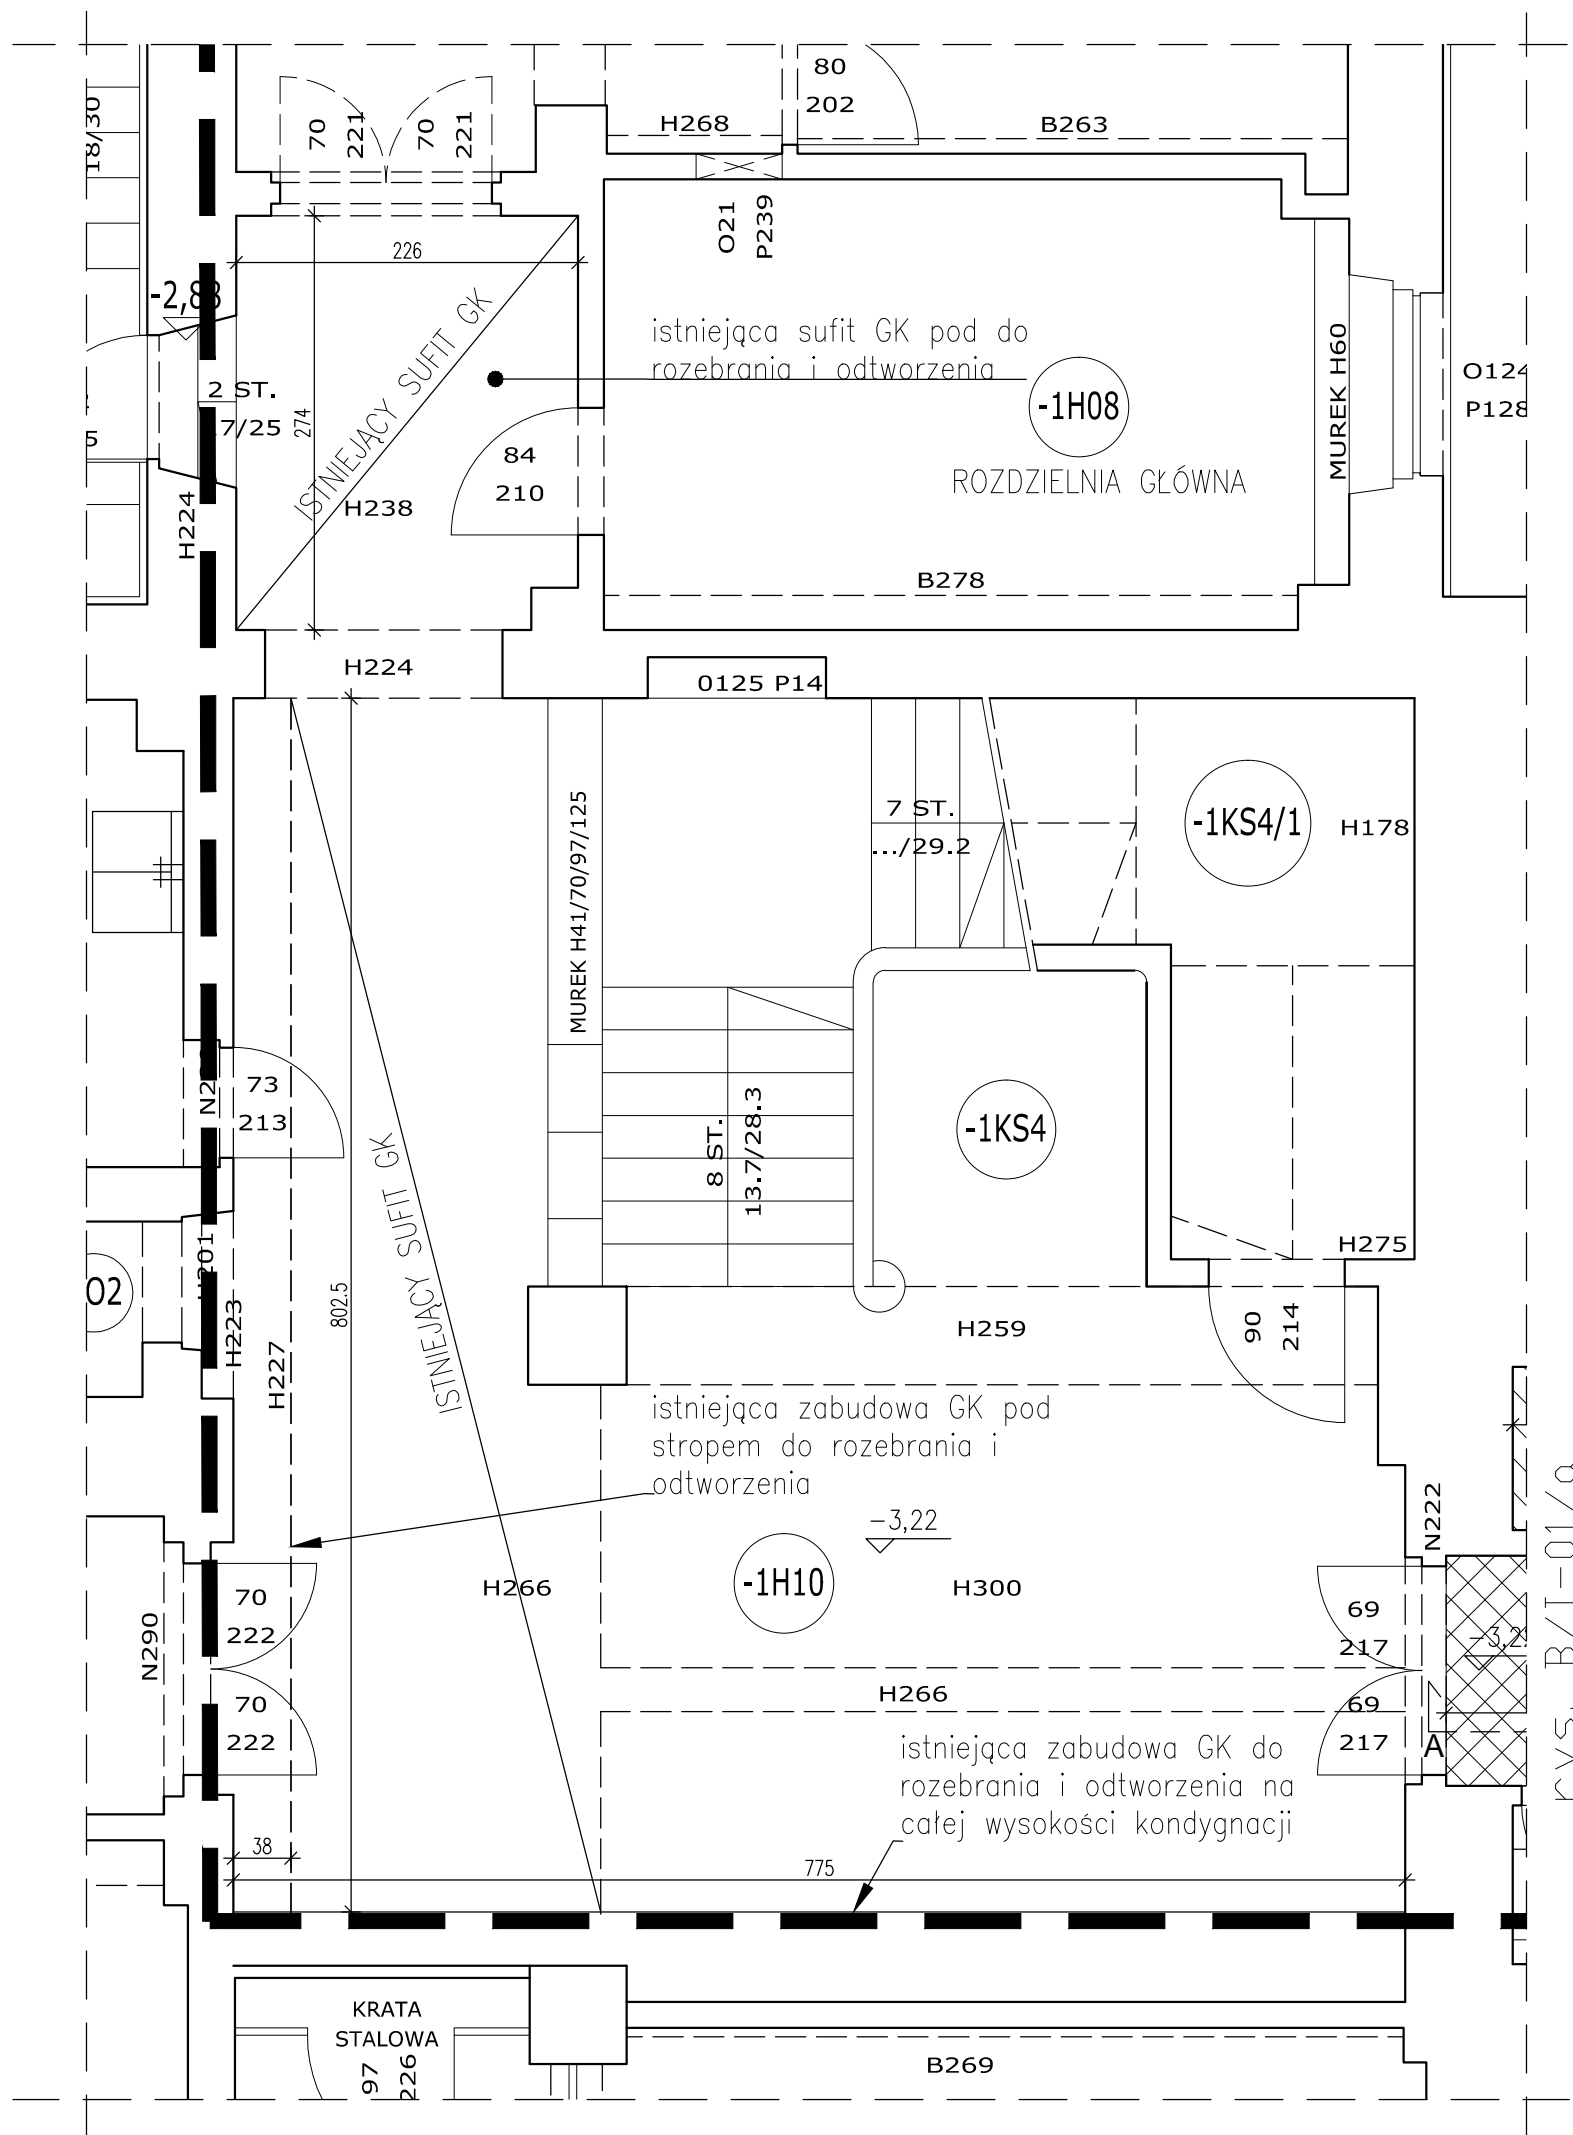 18/30
70
221
70
221
H268
80
202
B263
O21
P239
226
-2,88
2 ST.
274
ISTNIEJĄCY SUFIT GK
istniejąca sufit GK pod do
rozebrania i odtworzenia
-1H08
ROZDZIELNIA GŁÓWNA
MUREK H60
P128
84
210
H238
H224
B278
H224
0125 P14
MUREK H41/70/97/125
7 ST.
.../29.2
-1KS4/1
H178
73
213
8 ST.
13.7/28.3
-1KS4
ISTNIEJĄCY SUFIT GK
802.5
H201
O2
H223
H227
H275
H259
90
214
istniejąca zabudowa GK pod
stropem do rozebrania i
odtworzenia
-3,22
-1H10
H266
H300
N222
N290
70
222
70
222
69
217
69
217
H266
A
rys. B/I-01/
istniejąca zabudowa GK do
rozebrania i odtworzenia na
całej wysokości kondygnacji
38
775
KRATA
STALOWA
97
226
B269